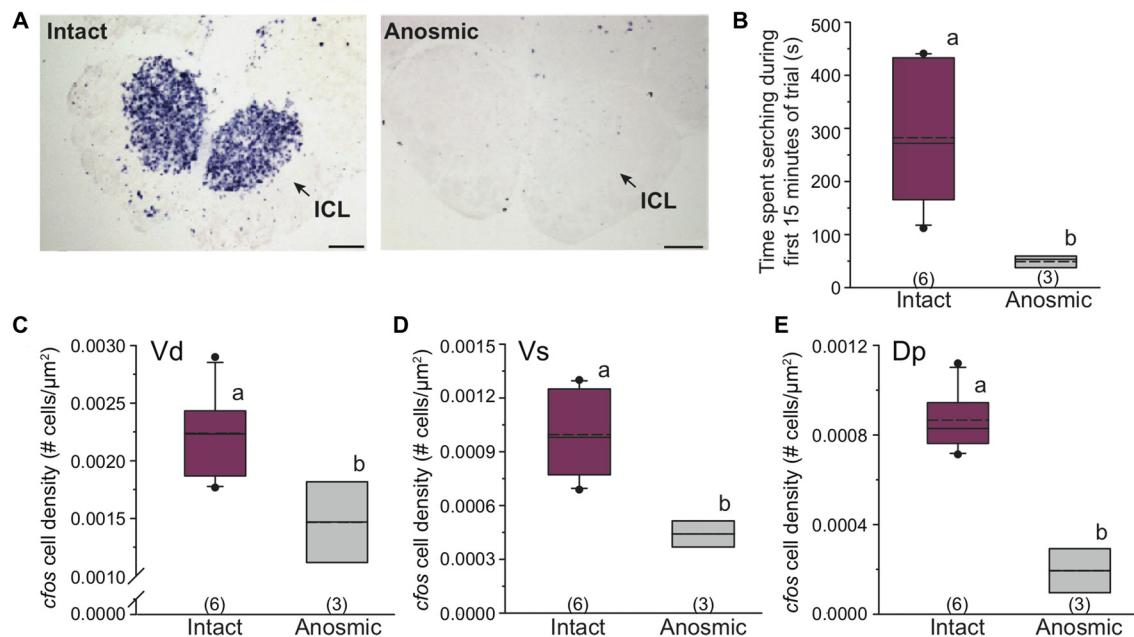 A
Intact
ICL
Anosmic
ICL
B
Time spent serching during
first 15 minutes of trial (s)
500
400
300
200
100
0
a
b
(6)
(3)
Intact
Anosmic
C
Vd
cfos cell density (# cells/µm²)
0.0030
0.0025
0.0020
0.0015
0.0010
0.0000
a
b
(6)
(3)
Intact
Anosmic
D
Vs
cfos cell density (# cells/µm²)
0.0015
0.0012
0.0009
0.0006
0.0003
0.0000
a
b
(6)
(3)
Intact
Anosmic
E
Dp
cfos cell density (# cells/µm²)
0.0012
0.0008
0.0004
0.0000
a
b
(6)
(3)
Intact
Anosmic